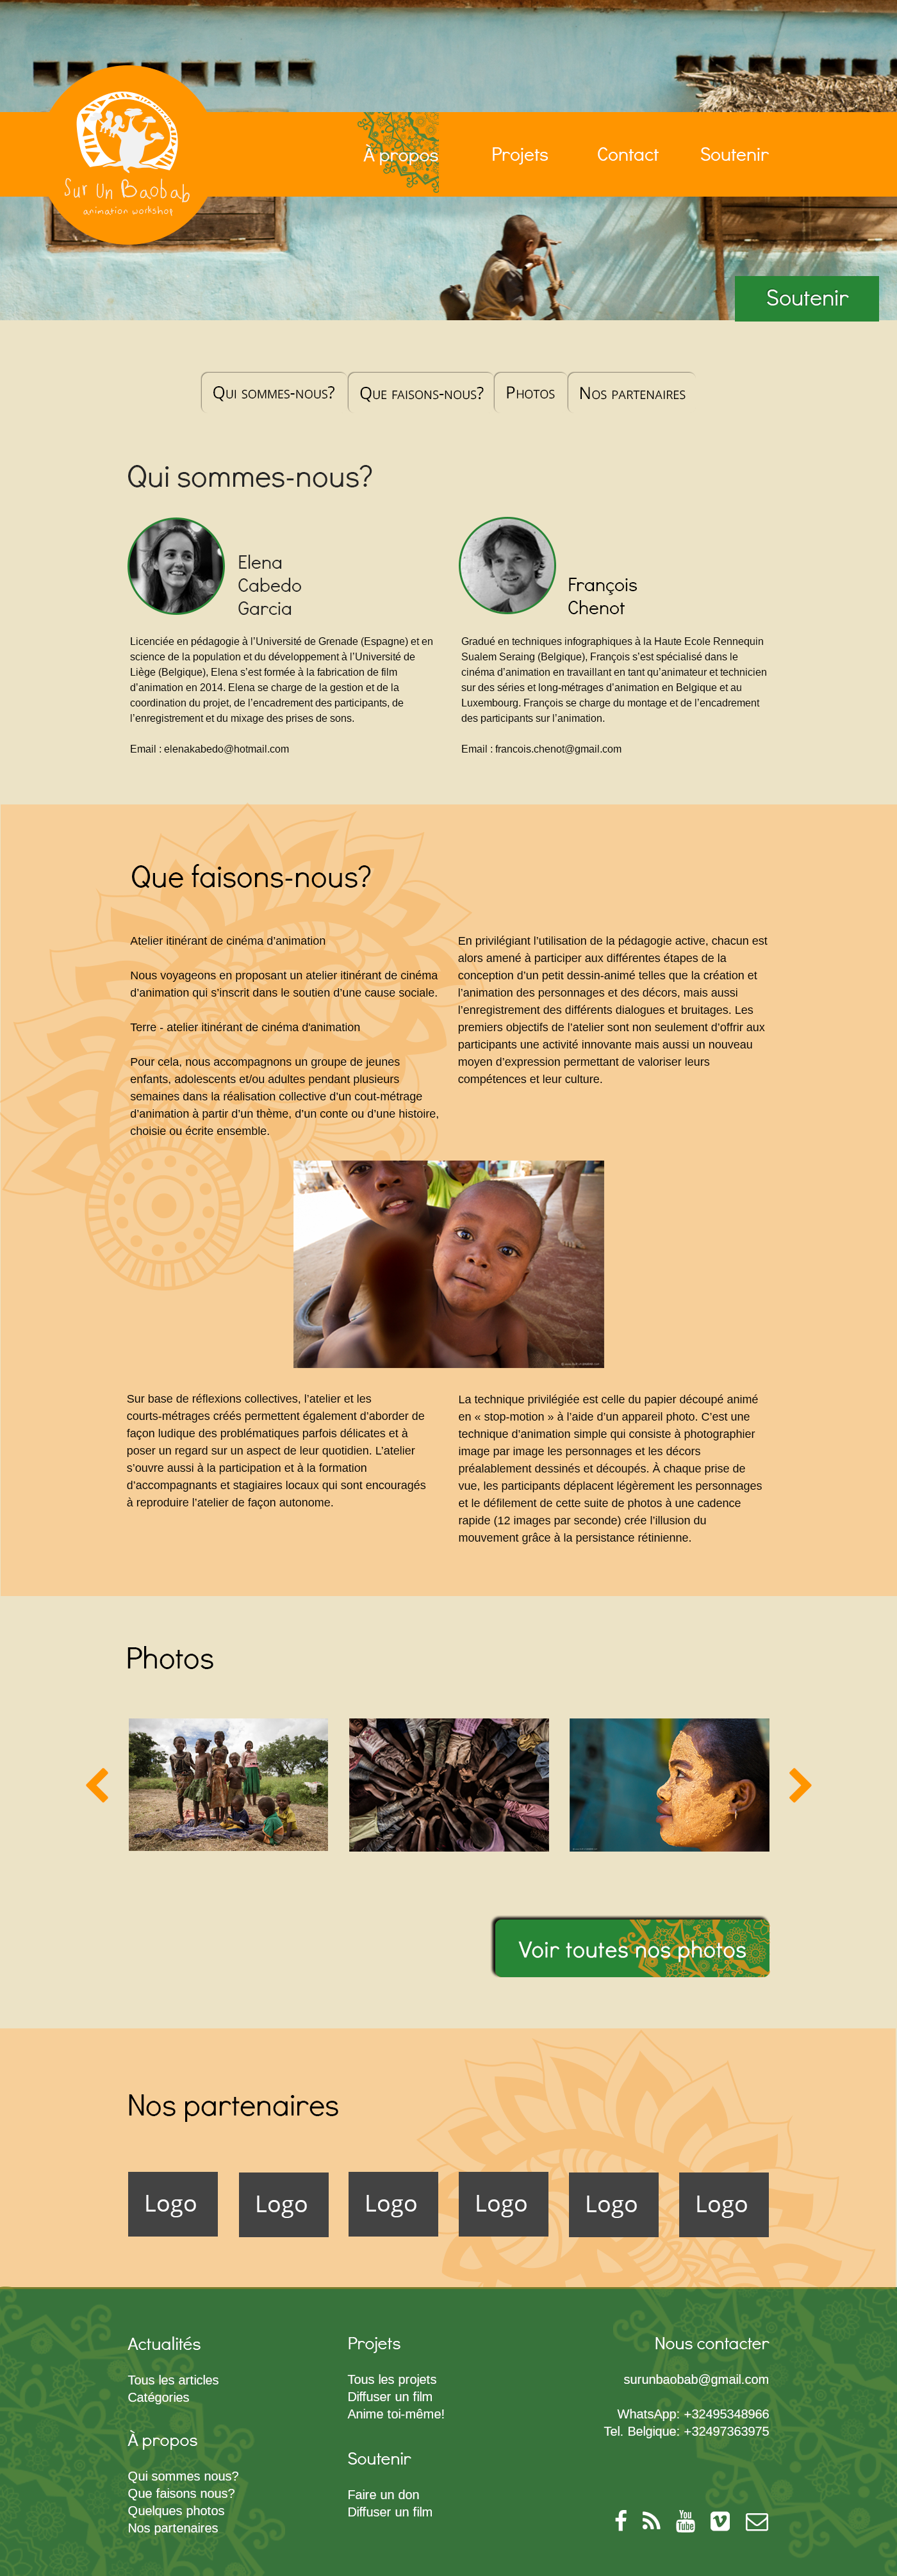 Sur Un Baobab
animation workshop
À propos
Projets
Contact
Soutenir
Soutenir
Qui sommes-nous?
Que faisons-nous?
Photos
Nos partenaires
Qui sommes-nous?
Elena
Cabedo
Garcia
Licenciée en pédagogie à l’Université de Grenade (Espagne) et en
science de la population et du développement à l’Université de
Liège (Belgique), Elena s’est formée à la fabrication de film
d’animation en 2014. Elena se charge de la gestion et de la
coordination du projet, de l’encadrement des participants, de
l’enregistrement et du mixage des prises de sons.
Email : elenakabedo@hotmail.com
François
Chenot
Gradué en techniques infographiques à la Haute Ecole Rennequin
Sualem Seraing (Belgique), François s’est spécialisé dans le
cinéma d’animation en travaillant en tant qu’animateur et technicien
sur des séries et long-métrages d’animation en Belgique et au
Luxembourg. François se charge du montage et de l’encadrement
des participants sur l’animation.
Email : francois.chenot@gmail.com
Que faisons-nous?
Atelier itinérant de cinéma d’animation
Nous voyageons en proposant un atelier itinérant de cinéma
d’animation qui s’inscrit dans le soutien d’une cause sociale.
Terre - atelier itinérant de cinéma d'animation
Pour cela, nous accompagnons un groupe de jeunes
enfants, adolescents et/ou adultes pendant plusieurs
semaines dans la réalisation collective d’un cout-métrage
d’animation à partir d’un thème, d’un conte ou d’une histoire,
choisie ou écrite ensemble.
En privilégiant l’utilisation de la pédagogie active, chacun est
alors amené à participer aux différentes étapes de la
conception d’un petit dessin-animé telles que la création et
l’animation des personnages et des décors, mais aussi
l’enregistrement des différents dialogues et bruitages. Les
premiers objectifs de l’atelier sont non seulement d’offrir aux
participants une activité innovante mais aussi un nouveau
moyen d’expression permettant de valoriser leurs
compétences et leur culture.
Sur base de réflexions collectives, l’atelier et les
courts-métrages créés permettent également d’aborder de
façon ludique des problématiques parfois délicates et à
poser un regard sur un aspect de leur quotidien. L’atelier
s’ouvre aussi à la participation et à la formation
d’accompagnants et stagiaires locaux qui sont encouragés
à reproduire l’atelier de façon autonome.
La technique privilégiée est celle du papier découpé animé
en « stop-motion » à l’aide d’un appareil photo. C’est une
technique d’animation simple qui consiste à photographier
image par image les personnages et les décors
préalablement dessinés et découpés. À chaque prise de
vue, les participants déplacent légèrement les personnages
et le défilement de cette suite de photos à une cadence
rapide (12 images par seconde) crée l’illusion du
mouvement grâce à la persistance rétinienne.
Photos
Voir toutes nos photos
Nos partenaires
Logo
Logo
Logo
Logo
Logo
Logo
Actualités
Tous les articles
Catégories
À propos
Qui sommes nous?
Que faisons nous?
Quelques photos
Nos partenaires
Projets
Tous les projets
Diffuser un film
Anime toi-même!
Soutenir
Faire un don
Diffuser un film
Nous contacter
surunbaobab@gmail.com
WhatsApp: +32495348966
Tel. Belgique: +32497363975
You
Tube